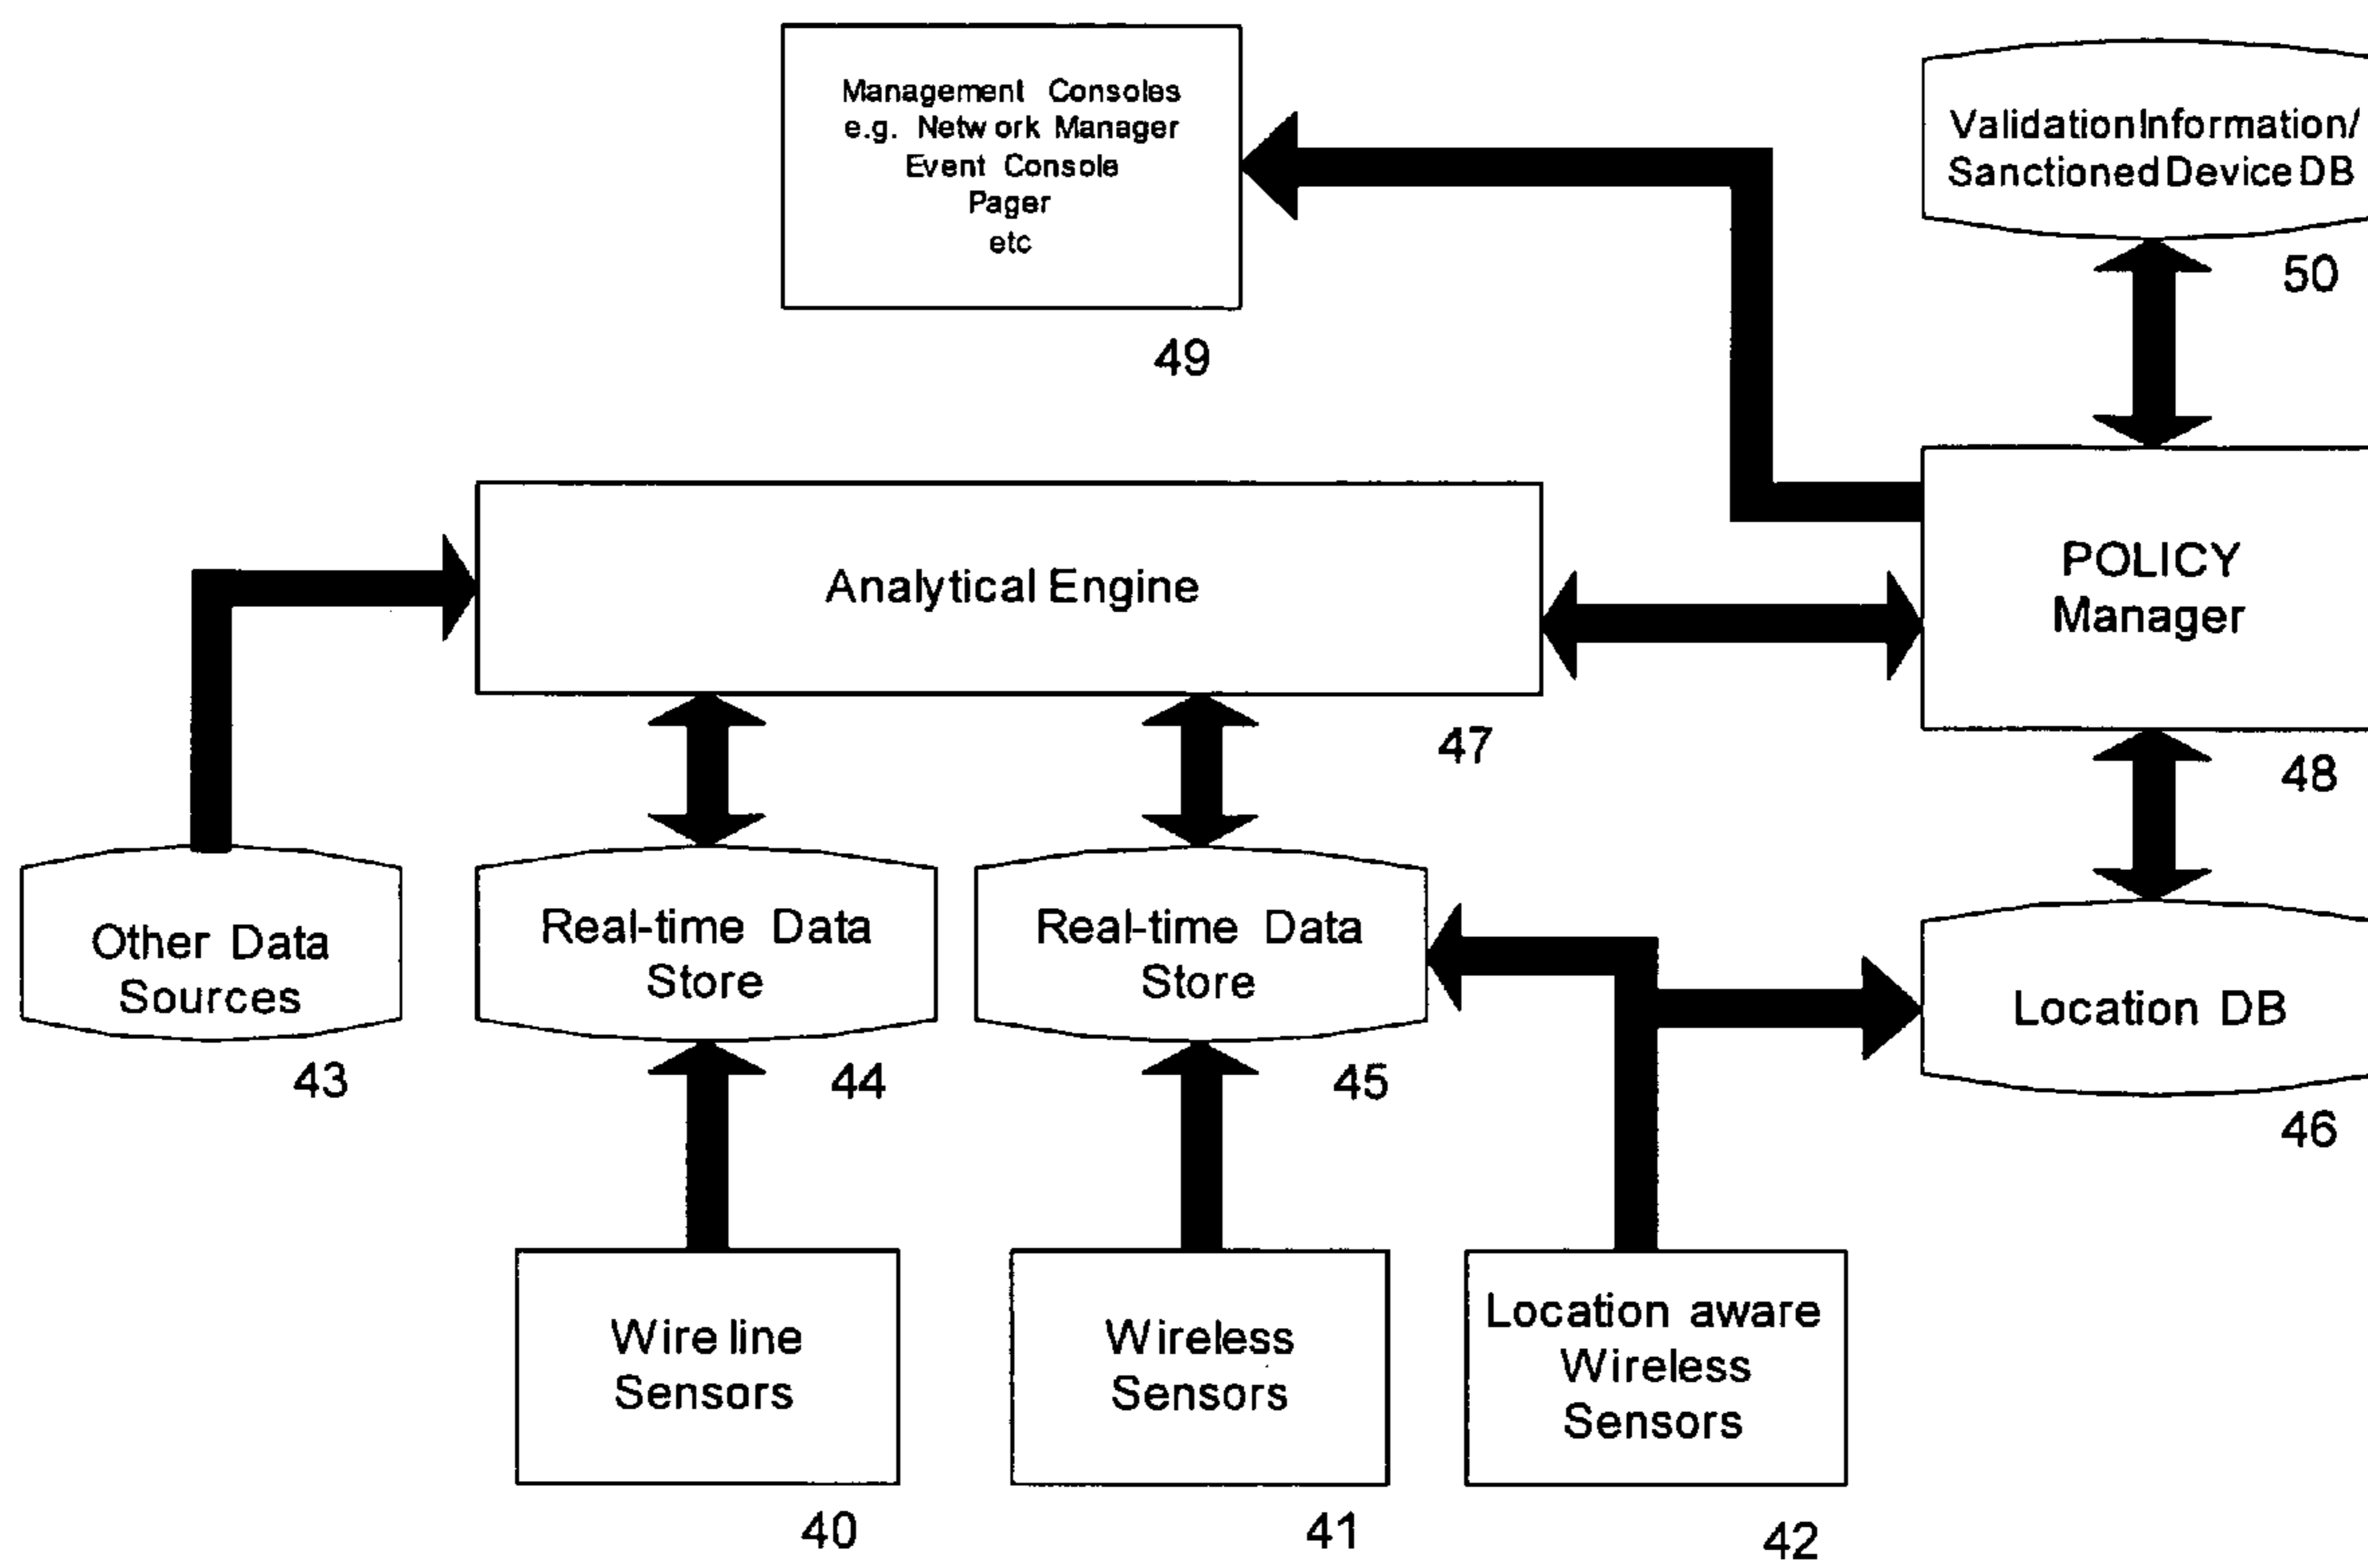 Management Consoles
e.g. Network Manager
Event Console
Pager
etc
49
Validation Information/
Sanctioned Device DB
50
Analytical Engine
47
POLICY
Manager
48
Other Data
Sources
43
Real-time Data
Store
44
Real-time Data
Store
45
Location DB
46
Wire line
Sensors
40
Wireless
Sensors
41
Location aware
Wireless
Sensors
42